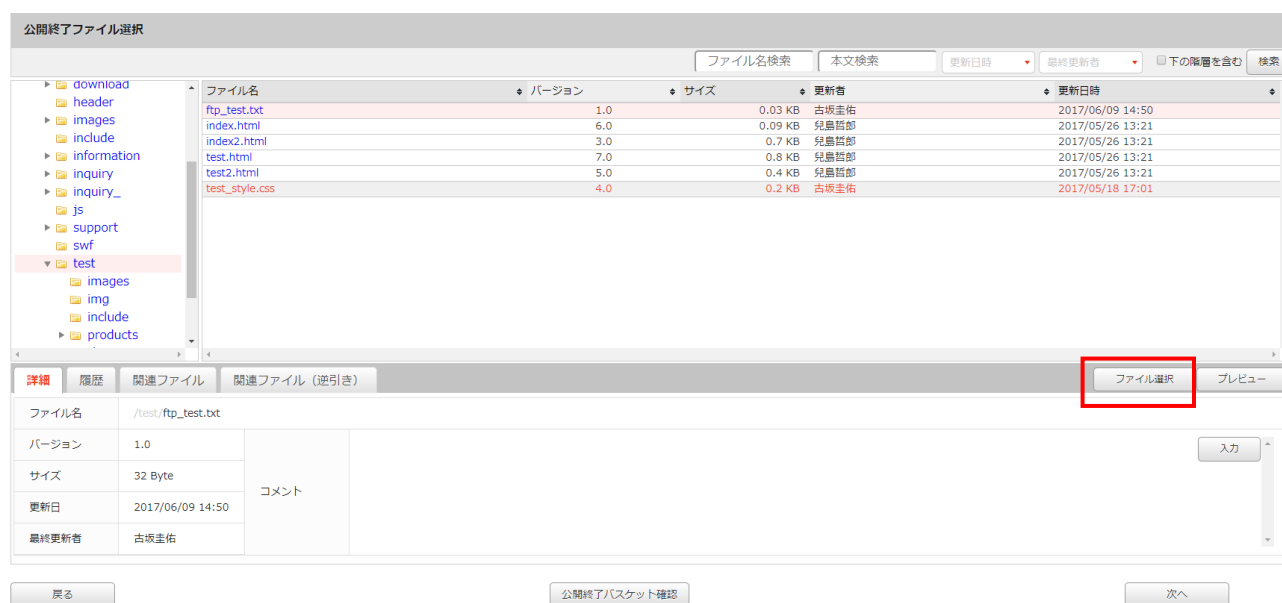 公開終了ファイル選択
ファイル名検索 本文検索 更新日時 最終更新者 下の階層を含む 検索
download
header
images
include
information
inquiry
inquiry_
js
support
swf
test
images
img
include
products
ファイル名 バージョン サイズ 更新者 更新日時
ftp_test.txt 1.0 0.03 KB 古坂圭佑 2017/06/09 14:50
index.html 6.0 0.09 KB 兒島哲郎 2017/05/26 13:21
index2.html 3.0 0.7 KB 兒島哲郎 2017/05/26 13:21
test.html 7.0 0.8 KB 兒島哲郎 2017/05/26 13:21
test2.html 5.0 0.4 KB 兒島哲郎 2017/05/26 13:21
test_style.css 4.0 0.2 KB 古坂圭佑 2017/05/18 17:01
詳細 履歴 関連ファイル 関連ファイル（逆引き） ファイル選択 プレビュー
ファイル名 /test/ftp_test.txt
バージョン 1.0
サイズ 32 Byte
更新日 2017/06/09 14:50
最終更新者 古坂圭佑
コメント
入力
戻る 公開終了バスケット確認 次へ